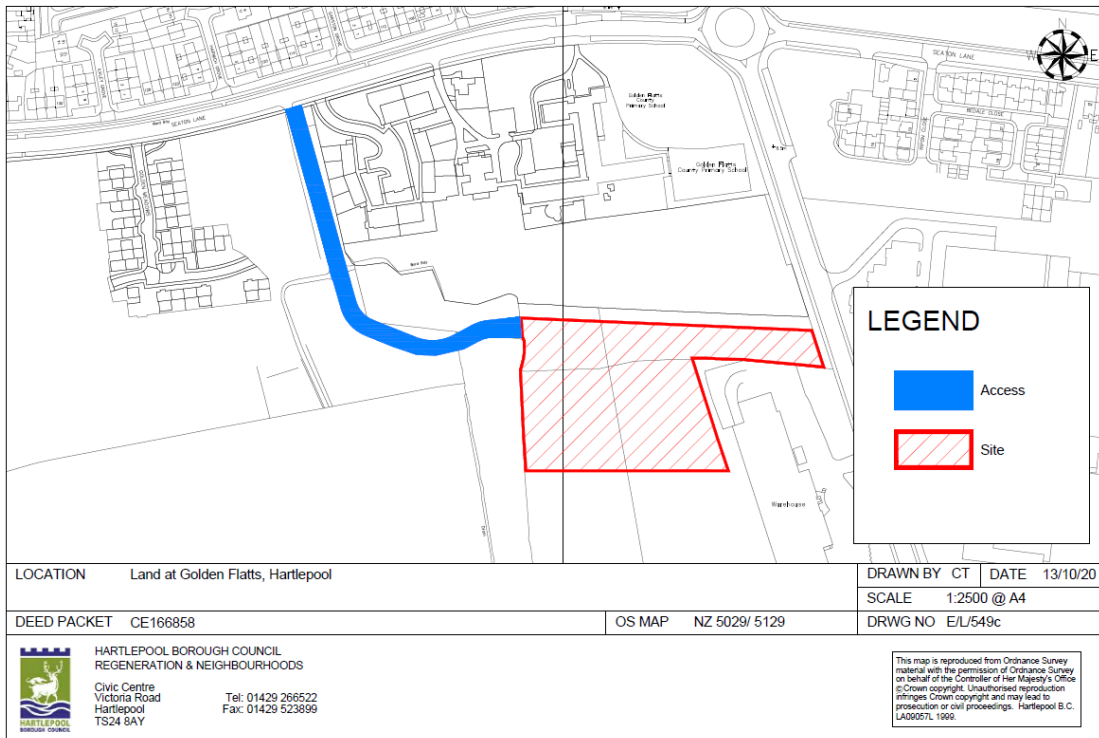 N
W
E
SEATON LANE
BEDALE CLOSE
Golden Flatts
County
Primary School
Golden Flatts
County Primary School
SEATON LANE
GOLDEN MEADOWS
Drain
Warehouse
LEGEND
Access
Site
LOCATION Land at Golden Flatts, Hartlepool
DRAWN BY CT DATE 13/10/20
SCALE 1:2500 @ A4
DEED PACKET CE166858 OS MAP NZ 5029/ 5129 DRWG NO E/L/549c
HARTLEPOOL BOROUGH COUNCIL
REGENERATION & NEIGHBOURHOODS
Civic Centre
Victoria Road Tel: 01429 266522
Hartlepool Fax: 01429 523899
TS24 8AY
HARTLEPOOL
BOROUGH COUNCIL
This map is reproduced from Ordnance Survey
material with the permission of Ordnance Survey
on behalf of the Controller of Her Majesty's Office
©Crown copyright. Unauthorised reproduction
infringes Crown copyright and may lead to
prosecution or civil proceedings. Hartlepool B.C.
LA09057L 1999.